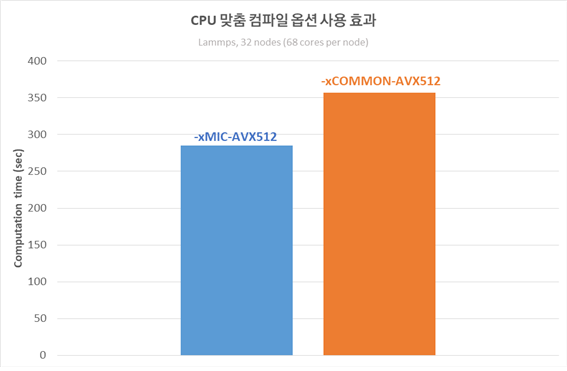 CPU 맞춤 컴파일 옵션 사용 효과
Lammps, 32 nodes (68 cores per node)
Computation time (sec)
400
350
300
250
200
150
100
50
0
-xMIC-AVX512
-xCOMMON-AVX512